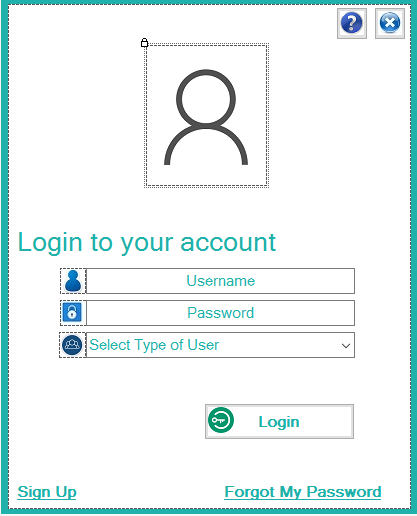 ?
Login to your account
Username
Password
Select Type of User
Login
Sign Up
Forgot My Password